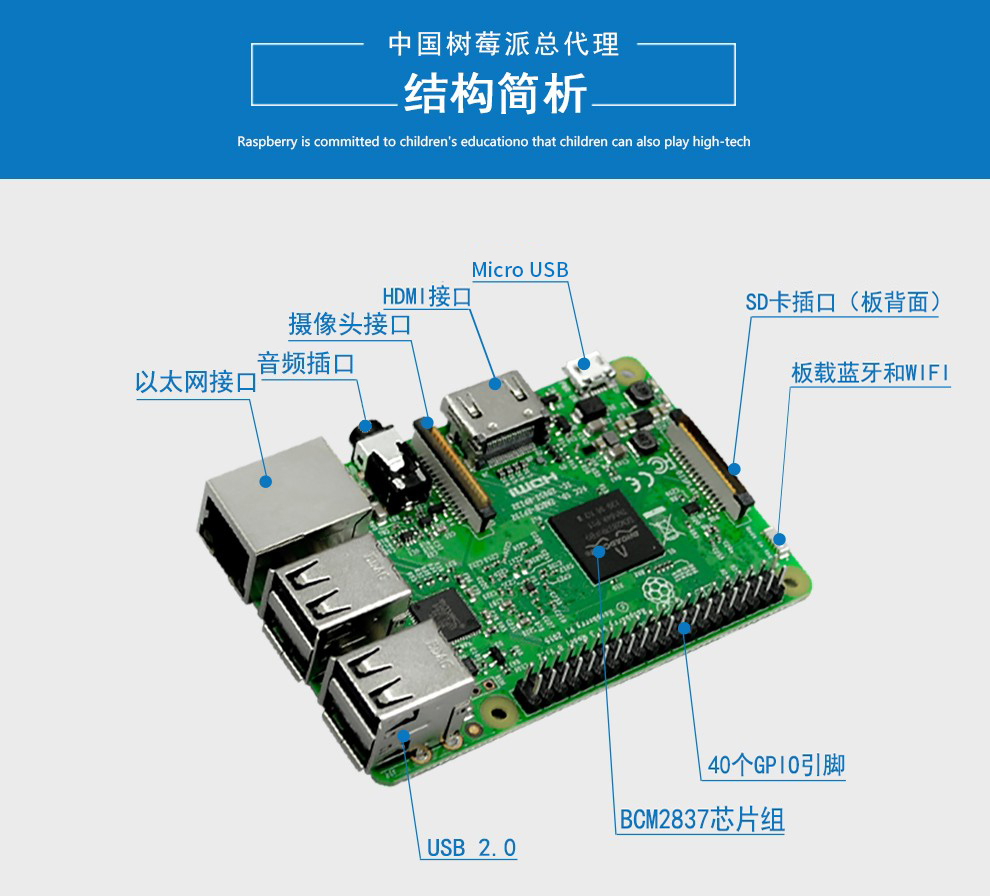 中国树莓派总代理
结构简析
Raspberry is committed to children's educationo that children can also play high-tech
Micro USB
HDMI接口
SD卡插口（板背面）
摄像头接口
音频插口
板载蓝牙和WIFI
以太网接口
HDMI
40个GPIO引脚
BCM2837芯片组
USB 2.0